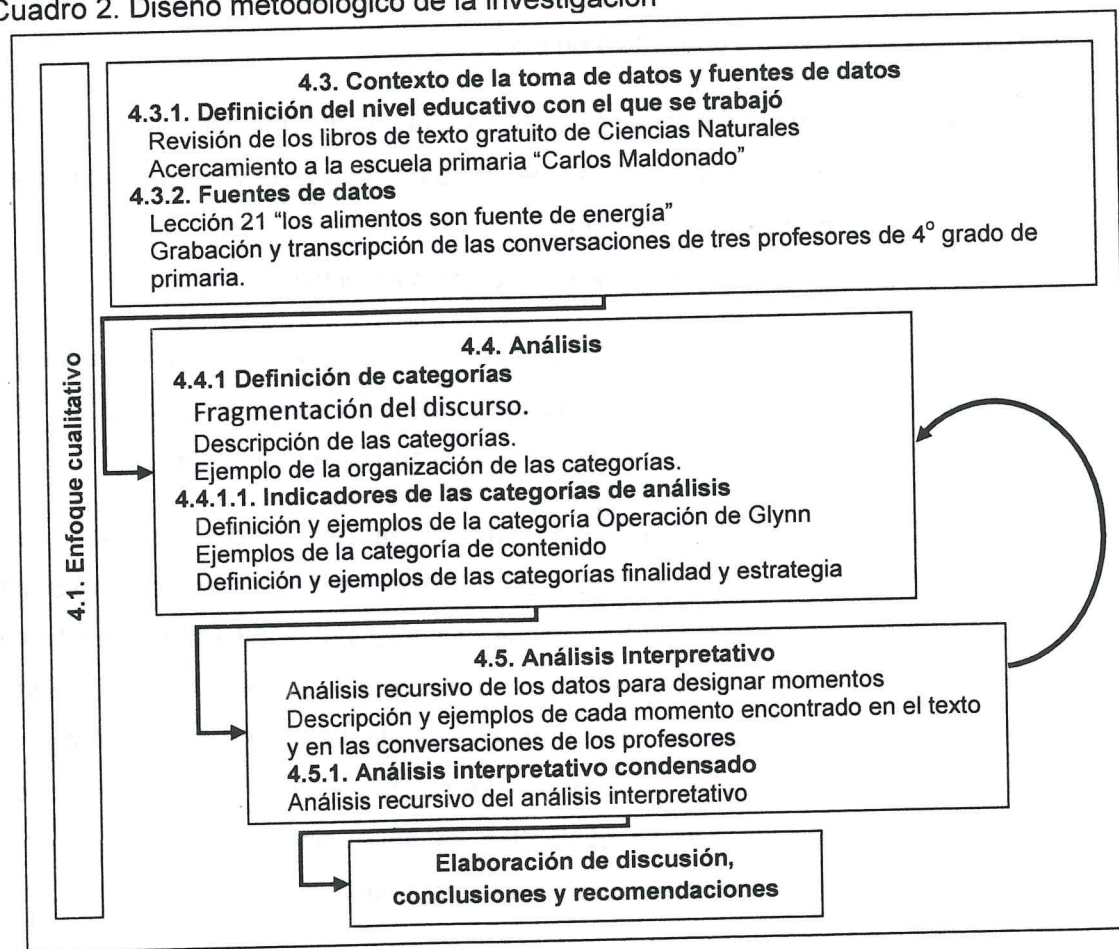 Cuadro 2. Diseño metodológico de la investigación
4.1. Enfoque cualitativo
4.3. Contexto de la toma de datos y fuentes de datos
4.3.1. Definición del nivel educativo con el que se trabajó
Revisión de los libros de texto gratuito de Ciencias Naturales
Acercamiento a la escuela primaria “Carlos Maldonado”
4.3.2. Fuentes de datos
Lección 21 “los alimentos son fuente de energía”
Grabación y transcripción de las conversaciones de tres profesores de 4° grado de
primaria.
4.4. Análisis
4.4.1 Definición de categorías
Fragmentación del discurso.
Descripción de las categorías.
Ejemplo de la organización de las categorías.
4.4.1.1. Indicadores de las categorías de análisis
Definición y ejemplos de la categoría Operación de Glynn
Ejemplos de la categoría de contenido
Definición y ejemplos de las categorías finalidad y estrategia
4.5. Análisis Interpretativo
Análisis recursivo de los datos para designar momentos
Descripción y ejemplos de cada momento encontrado en el texto
y en las conversaciones de los profesores
4.5.1. Análisis interpretativo condensado
Análisis recursivo del análisis interpretativo
Elaboración de discusión,
conclusiones y recomendaciones